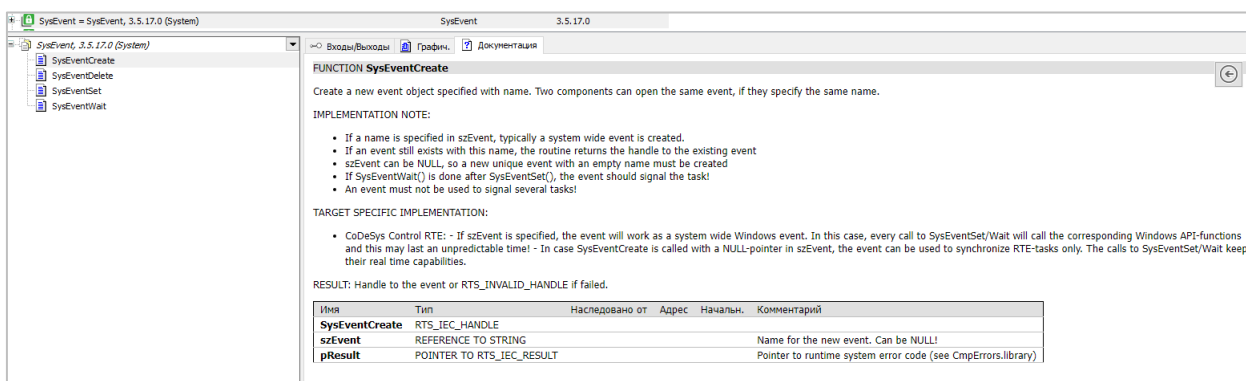 SysEvent = SysEvent, 3.5.17.0 (System) SysEvent 3.5.17.0
SysEvent, 3.5.17.0 (System)
SysEventCreate
SysEventDelete
SysEventSet
SysEventWait
Входы/Выходы Графич. Документация
FUNCTION SysEventCreate
Create a new event object specified with name. Two components can open the same event, if they specify the same name.
IMPLEMENTATION NOTE:
• If a name is specified in szEvent, typically a system wide event is created.
• If an event still exists with this name, the routine returns the handle to the existing event
• szEvent can be NULL, so a new unique event with an empty name must be created
• If SysEventWait() is done after SysEventSet(), the event should signal the task!
• An event must not be used to signal several tasks!
TARGET SPECIFIC IMPLEMENTATION:
• CoDeSys Control RTE: - If szEvent is specified, the event will work as a system wide Windows event. In this case, every call to SysEventSet/Wait will call the corresponding Windows API-functions
and this may last an unpredictable time! - In case SysEventCreate is called with a NULL-pointer in szEvent, the event can be used to synchronize RTE-tasks only. The calls to SysEventSet/Wait keep
their real time capabilities.
RESULT: Handle to the event or RTS_INVALID_HANDLE if failed.
Имя Тип Наследовано от Адрес Начальн. Комментарий
SysEventCreate RTS_IEC_HANDLE
szEvent REFERENCE TO STRING Name for the new event. Can be NULL!
pResult POINTER TO RTS_IEC_RESULT Pointer to runtime system error code (see CmpErrors.library)